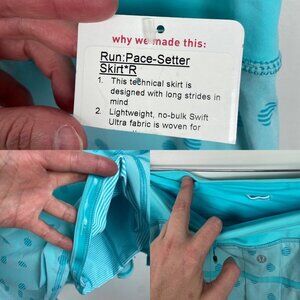 why we made this:
Run:Pace-Setter
Skirt*R
1. This technical skirt is
designed with long strides in
mind
2. Lightweight, no-bulk Swift
Ultra fabric is woven for